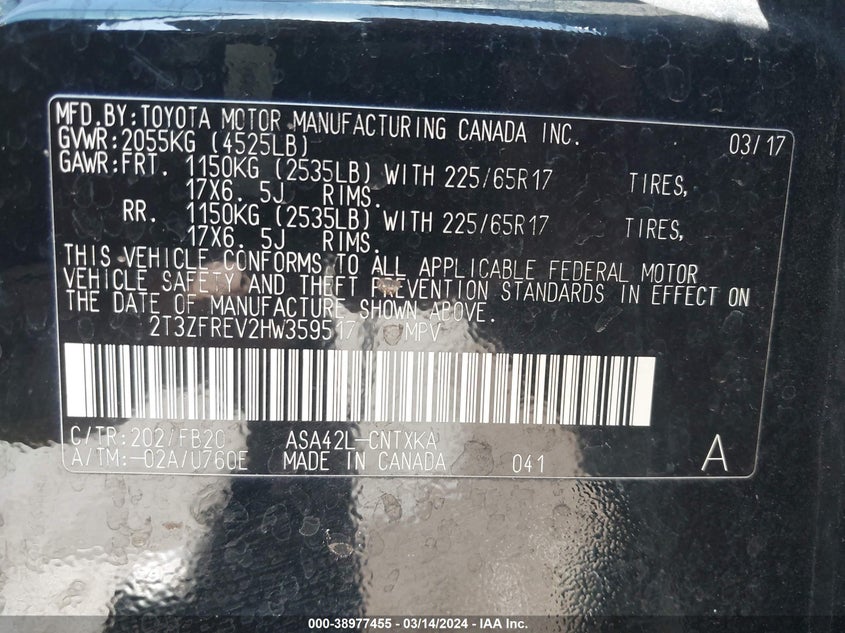 MFD.BY:TOYOTA MOTOR MANUFACTURING CANADA INC. 03/17
GVWR:2055KG (4525LB)
GAWR:FRT. 1150KG (2535LB) WITH 225/65R17 TIRES,
17X6. 5J RIMS.
RR. 1150KG (2535LB) WITH 225/65R17 TIRES,
17X6. 5J RIMS.
THIS VEHICLE CONFORMS TO ALL APPLICABLE FEDERAL MOTOR
VEHICLE SAFETY AND THEFT PREVENTION STANDARDS IN EFFECT ON
THE DATE OF MANUFACTURE SHOWN ABOVE.
2T3ZFREV2HW359517 MPV
C/TR:202/FB20 ASA42L-CNTXKA
A/TM:-02A/U760E MADE IN CANADA 041 A
000-38977455 - 03/14/2024 - IAA Inc.